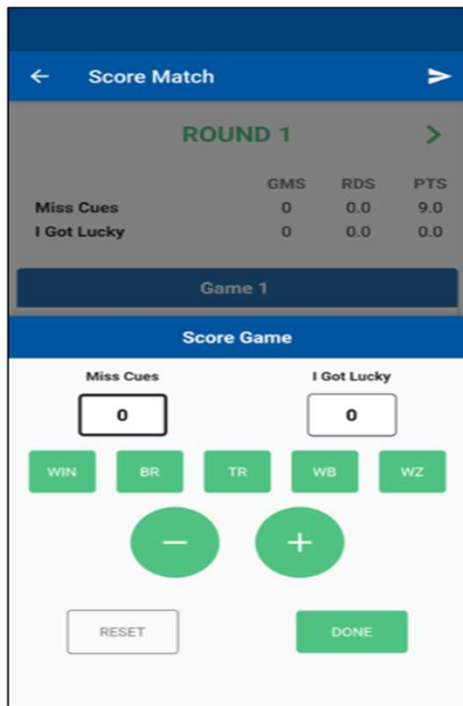 Score Match
ROUND 1
GMS RDS PTS
Miss Cues 0 0.0 9.0
I Got Lucky 0 0.0 0.0
Game 1
Score Game
Miss Cues I Got Lucky
0 0
WIN BR TR WB WZ
RESET DONE